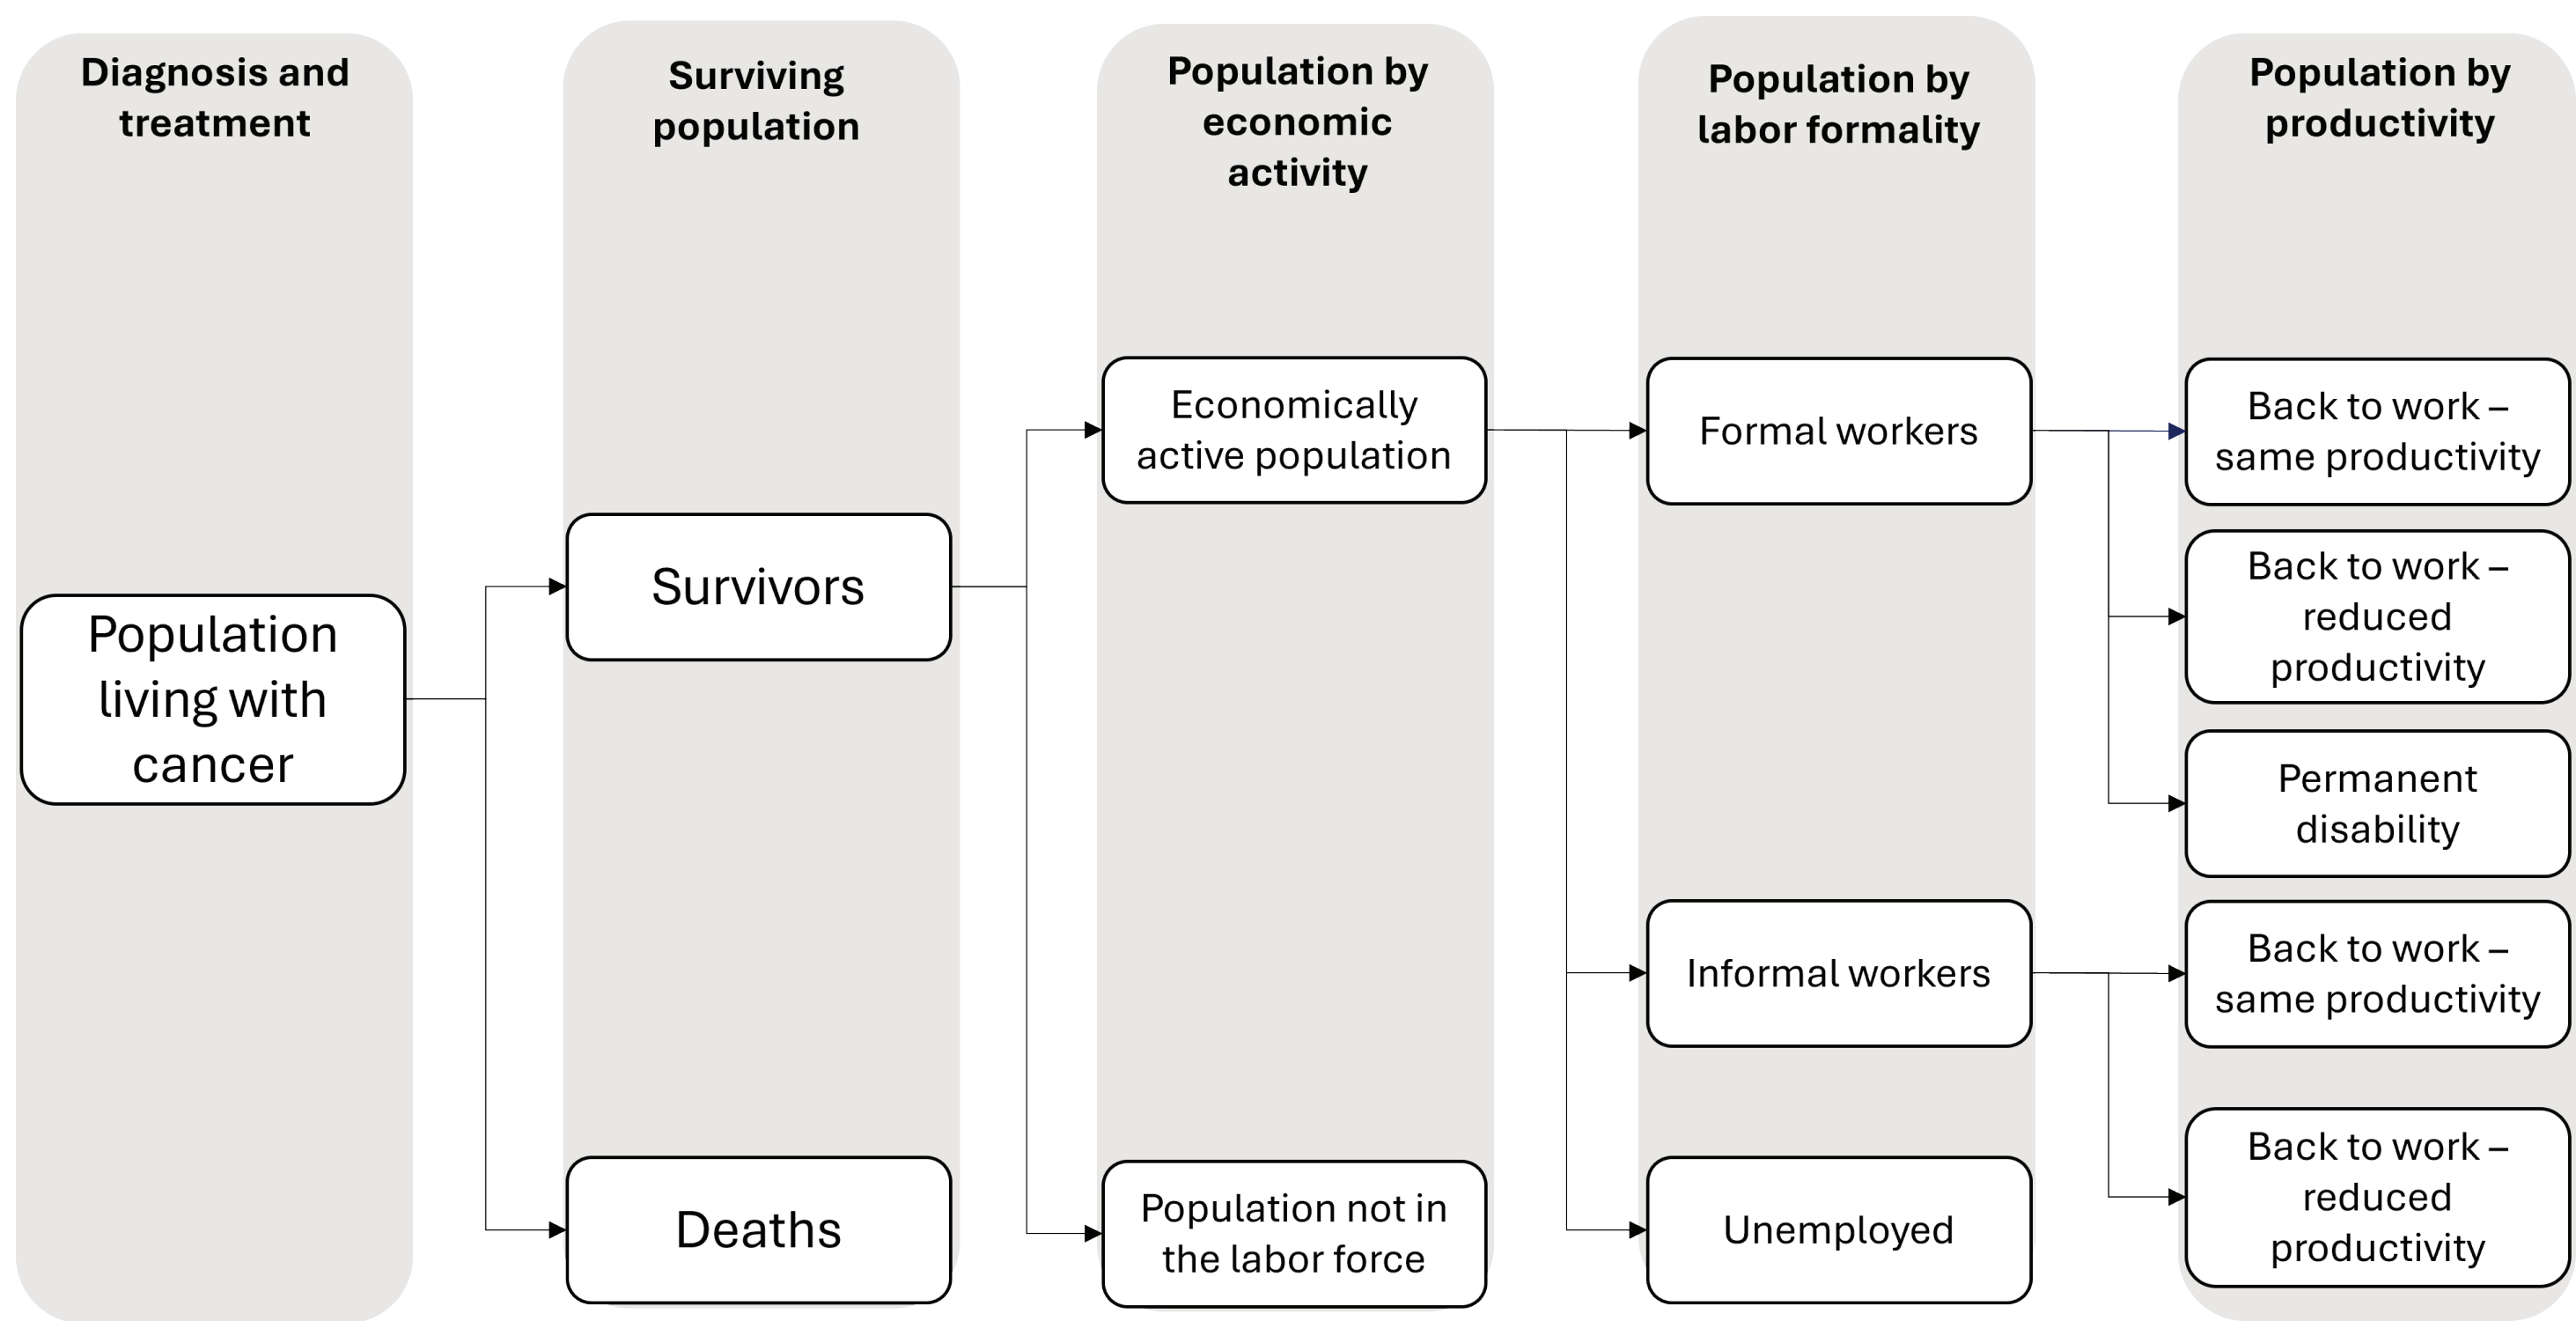 Diagnosis and
treatment
Surviving
population
Population by
economic
activity
Population by
labor formality
Population by
productivity
Population
living with
cancer
Survivors
Deaths
Economically
active population
Population not in
the labor force
Formal workers
Informal workers
Unemployed
Back to work –
same productivity
Back to work –
reduced
productivity
Permanent
disability
Back to work –
same productivity
Back to work –
reduced
productivity